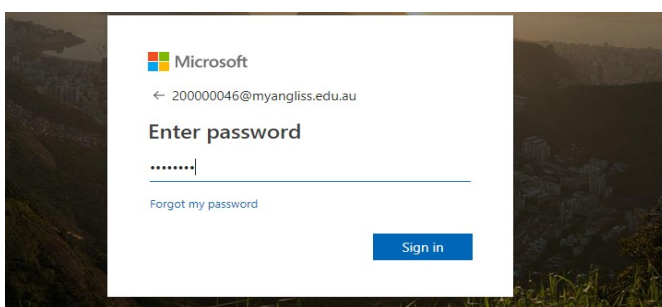 Microsoft
← 200000046@myangliss.edu.au
Enter password
••••••••
Forgot my password
Sign in